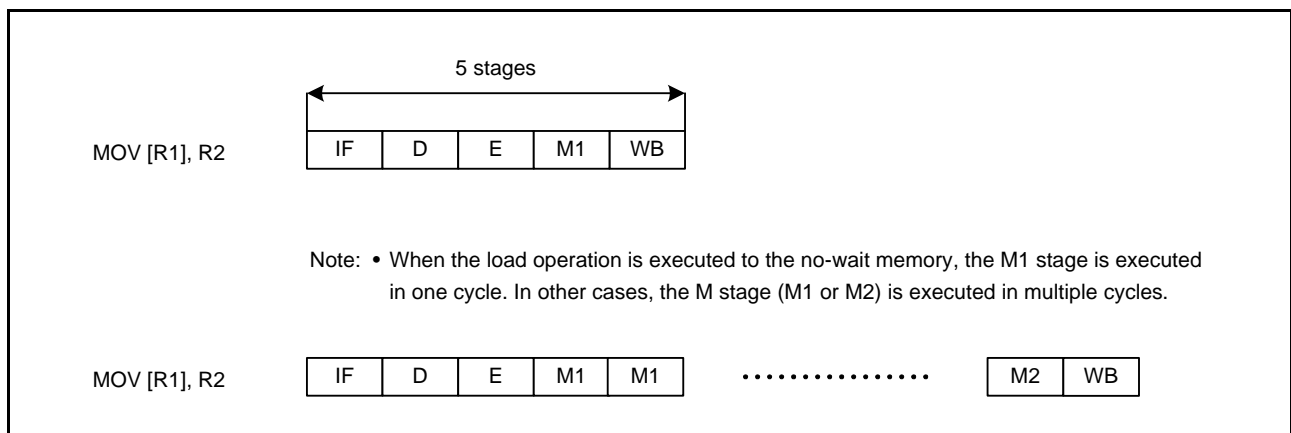 5 stages
MOV [R1], R2 IF D E M1 WB
Note: • When the load operation is executed to the no-wait memory, the M1 stage is executed
in one cycle. In other cases, the M stage (M1 or M2) is executed in multiple cycles.
MOV [R1], R2 IF D E M1 M1 ................ M2 WB